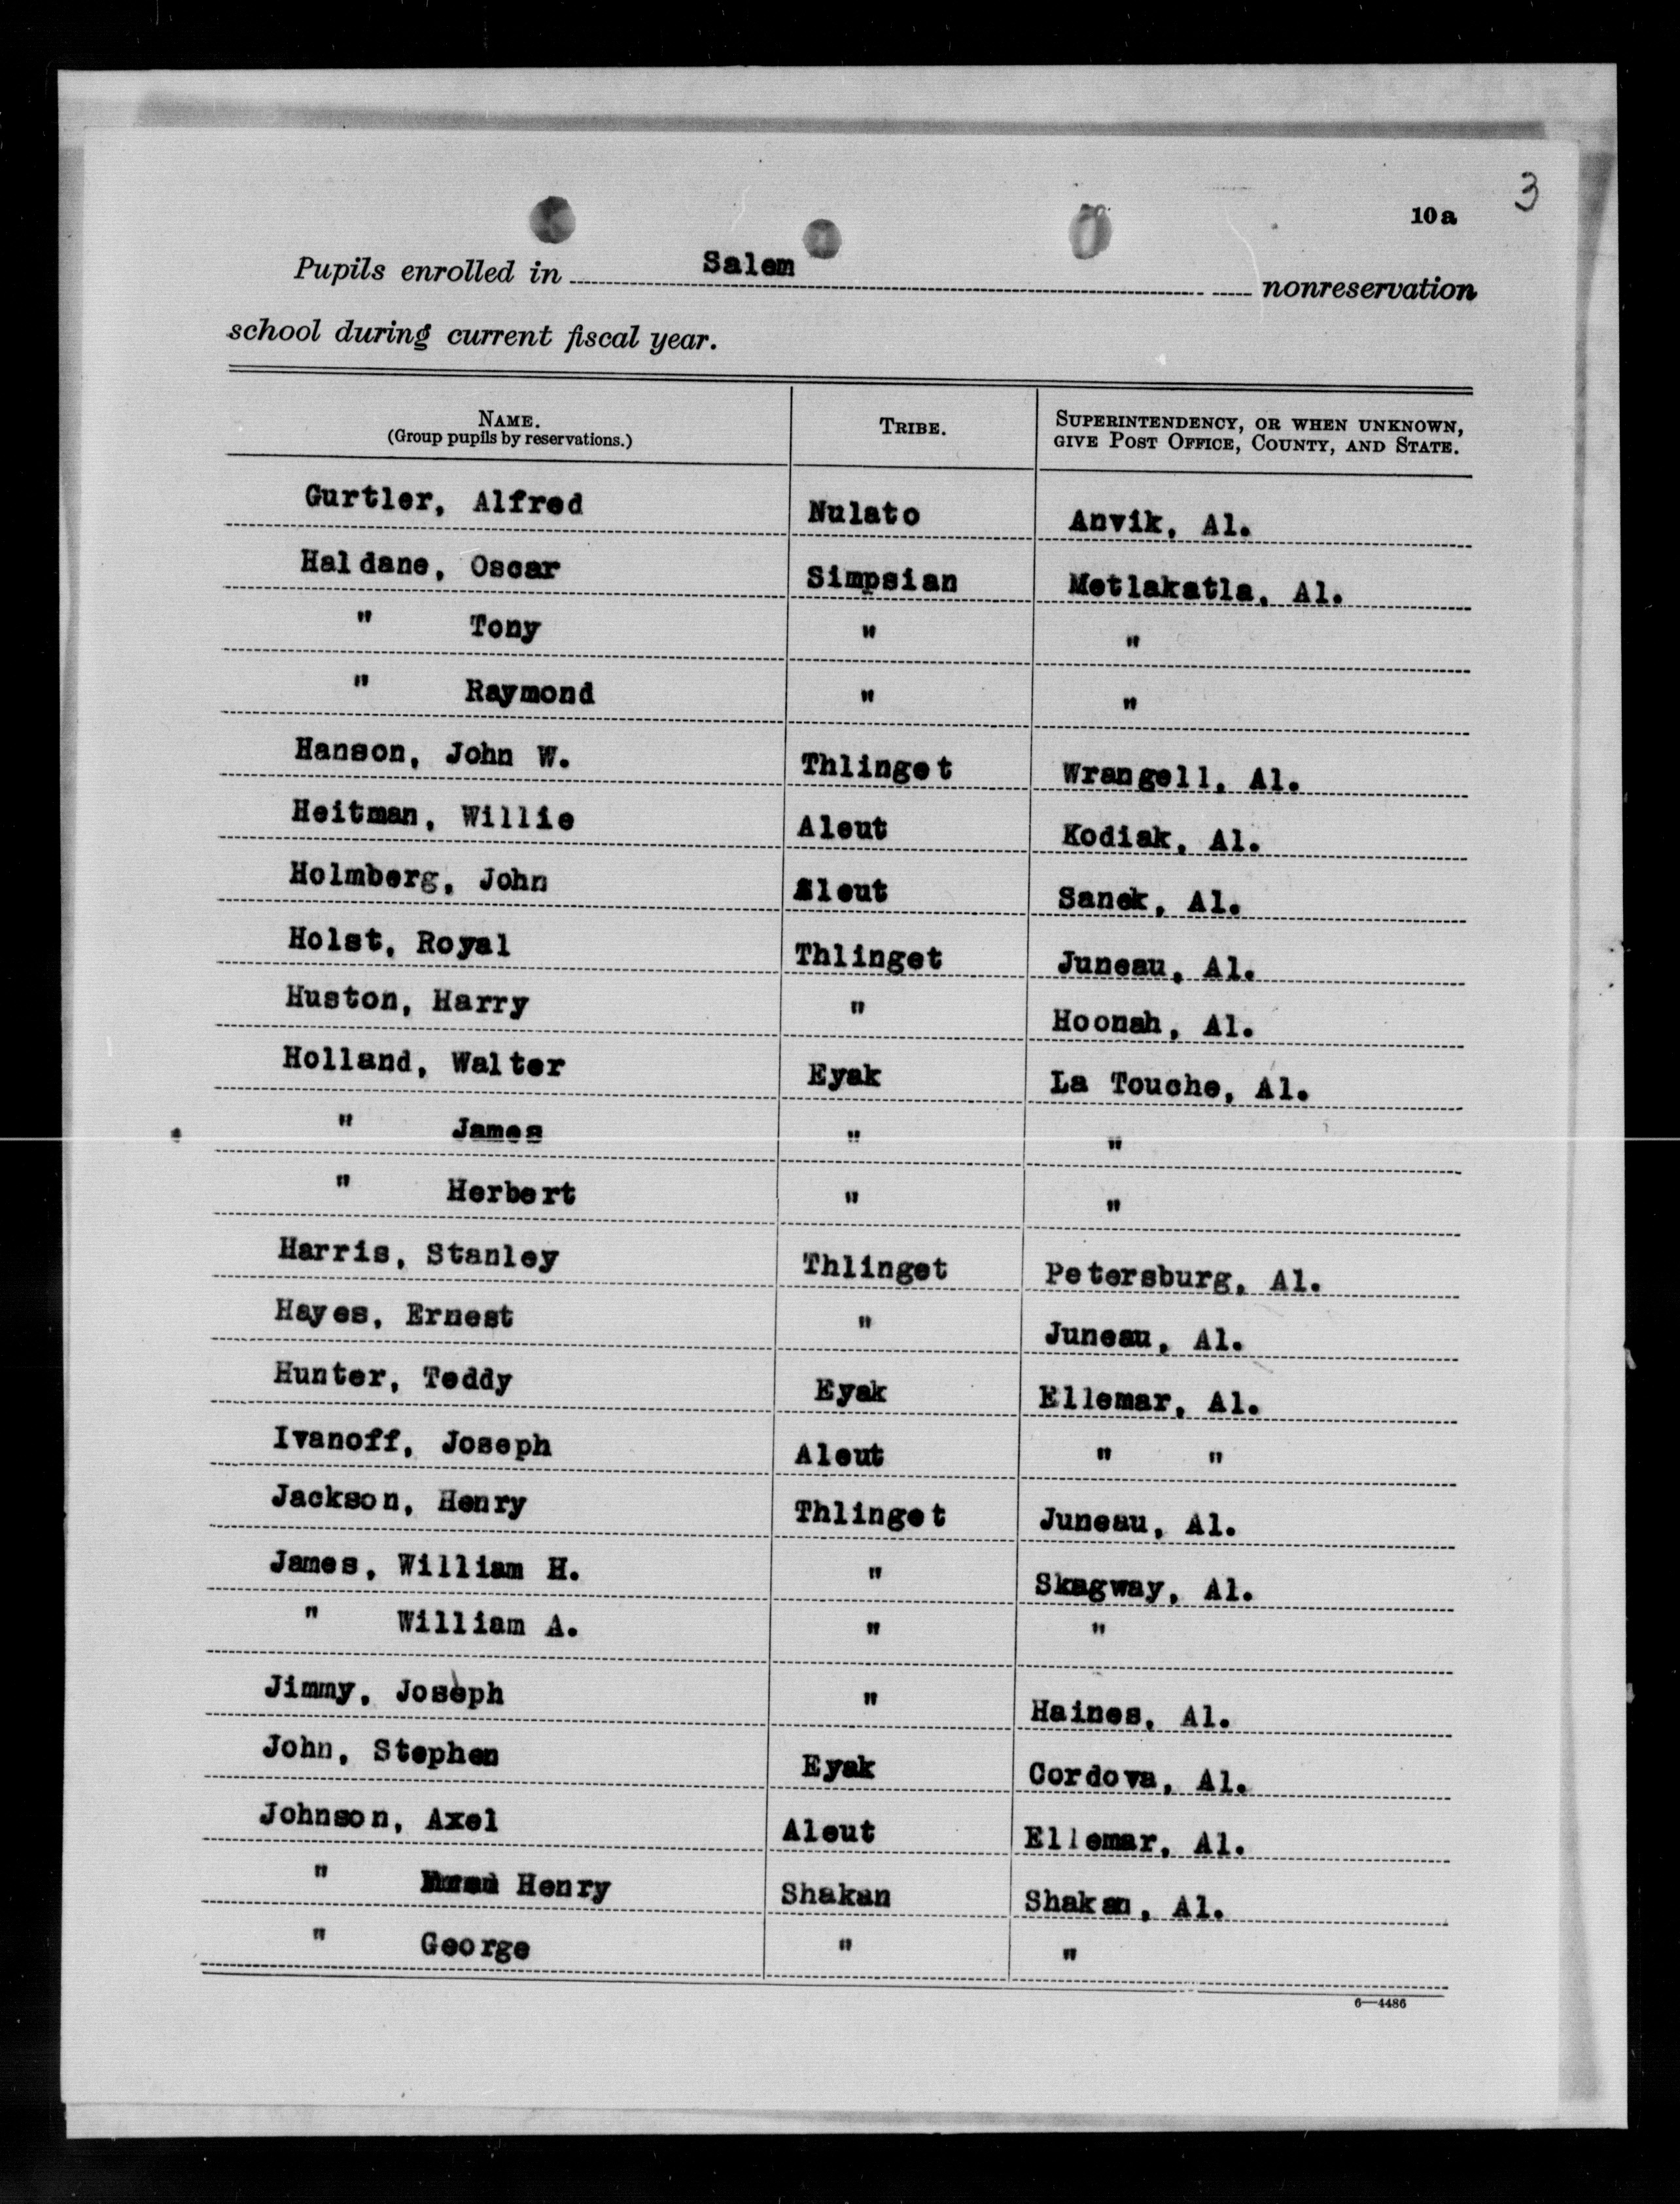 3
10a
Pupils enrolled in Salem nonreservation
school during current fiscal year.
NAME. (Group pupils by reservations.) TRIBE. SUPERINTENDENCY, OR WHEN UNKNOWN, GIVE POST OFFICE, COUNTY, AND STATE.
Gurtler, Alfred Nulato Anvik, Al.
Haldane, Oscar Simpsian Metlakatla, Al.
" Tony " "
" Raymond " "
Hanson, John W. Thlinget Wrangell, Al.
Heitman, Willie Aleut Kodiak, Al.
Holmberg, John Aleut Sanek, Al.
Holst, Royal Thlinget Juneau, Al.
Huston, Harry " Hoonah, Al.
Holland, Walter Eyak La Touche, Al.
" James " "
" Herbert " "
Harris, Stanley Thlinget Petersburg, Al.
Hayes, Ernest " Juneau, Al.
Hunter, Teddy Eyak Ellemar, Al.
Ivanoff, Joseph Aleut " "
Jackson, Henry Thlinget Juneau, Al.
James, William H. " Skagway, Al.
" William A. " "
Jimmy, Joseph " Haines, Al.
John, Stephen Eyak Cordova, Al.
Johnson, Axel Aleut Ellemar, Al.
" Henry Shakan Shakan, Al.
" George " "
6—4486